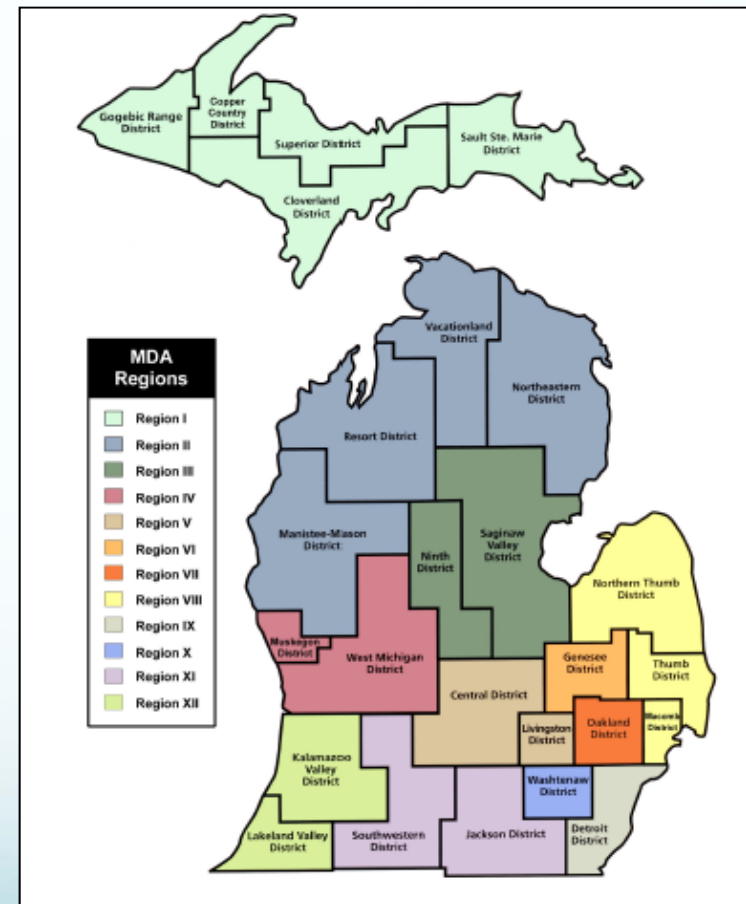 Gogebic Range
District
Copper
Country
District
Superior District
Sault Ste. Marie
District
Cloverland
District
Vacationland
District
Northeastern
District
Resort District
Manistee-Mason
District
Ninth
District
Saginaw
Valley
District
Northern Thumb
District
Muskegon
District
West Michigan
District
Genesee
District
Thumb
District
Central District
Livingston
District
Oakland
District
Macomb
District
Kalamazoo
Valley
District
Washtenaw
District
Lakeland Valley
District
Southwestern
District
Jackson District
Detroit
District
MDA
Regions
Region I
Region II
Region III
Region IV
Region V
Region VI
Region VII
Region VIII
Region IX
Region X
Region XI
Region XII